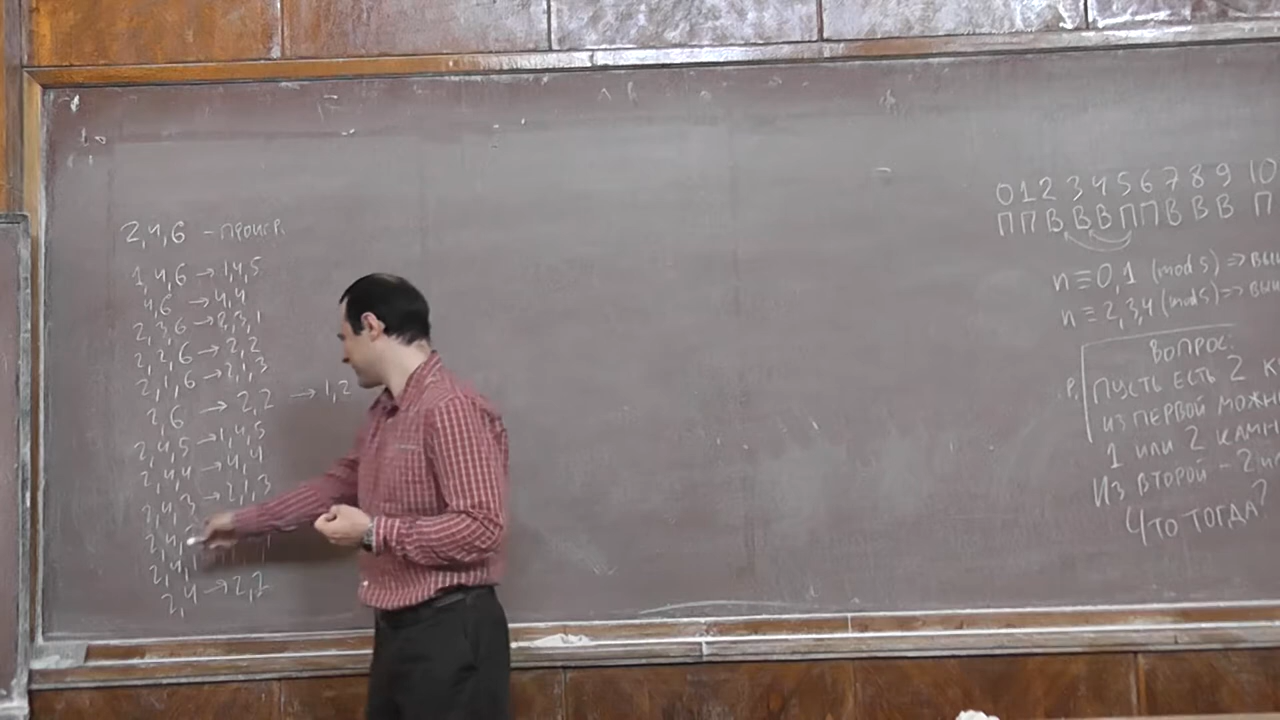 2,4,6 – ПРОИГР.
1,4,6 → 1,4,5
4,6 → 4,4
2,3,6 → 2,3,1
2,2,6 → 2,2
2,1,6 → 2,1,3
2,6 → 2,2 → 1,2
2,4,5 → 1,4,5
2,4,4 → 4,4
2,4,3 → 2,1,3
2,4,
2,4,1
2,4 → 2,2
0 1 2 3 4 5 6 7 8 9 10
П П В В В П П В В В П
n ≡ 0,1 (mod 5) =>
n ≡ 2,3,4 (mod 5) =>
ВОПРОС:
ПУСТЬ ЕСТЬ 2
ИЗ ПЕРВОЙ
1 ИЛИ 2
ИЗ ВТОРОЙ – 2
ЧТО ТОГДА?